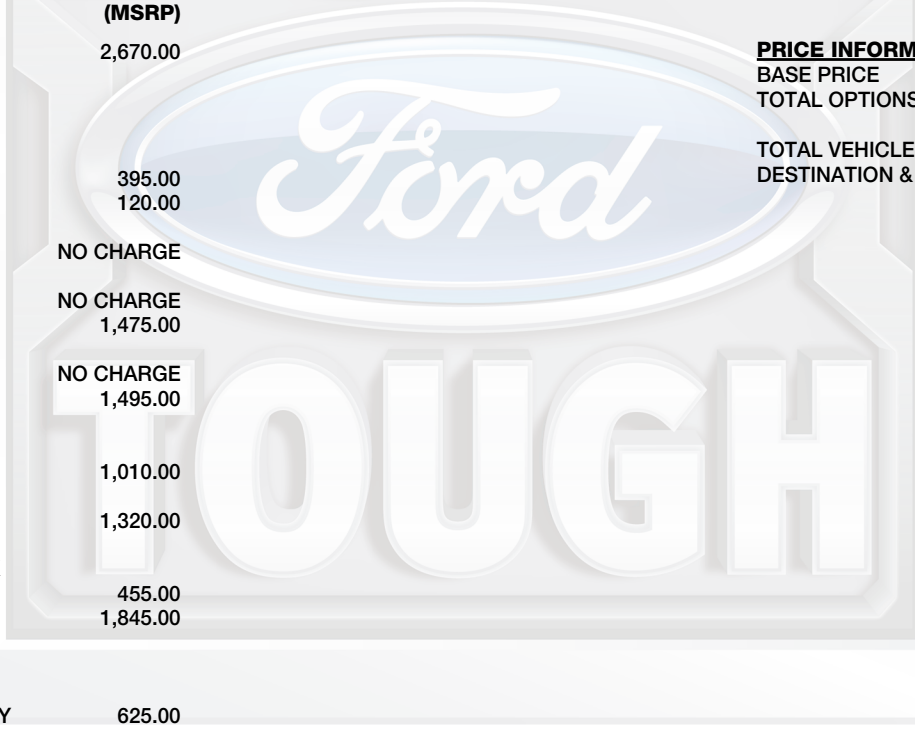 (MSRP)
2,670.00
395.00
120.00
NO CHARGE
NO CHARGE
1,475.00
NO CHARGE
1,495.00
1,010.00
1,320.00
455.00
1,845.00
Y 625.00
PRICE INFORM
BASE PRICE
TOTAL OPTIONS
TOTAL VEHICLE
DESTINATION &
Ford
TOUGH